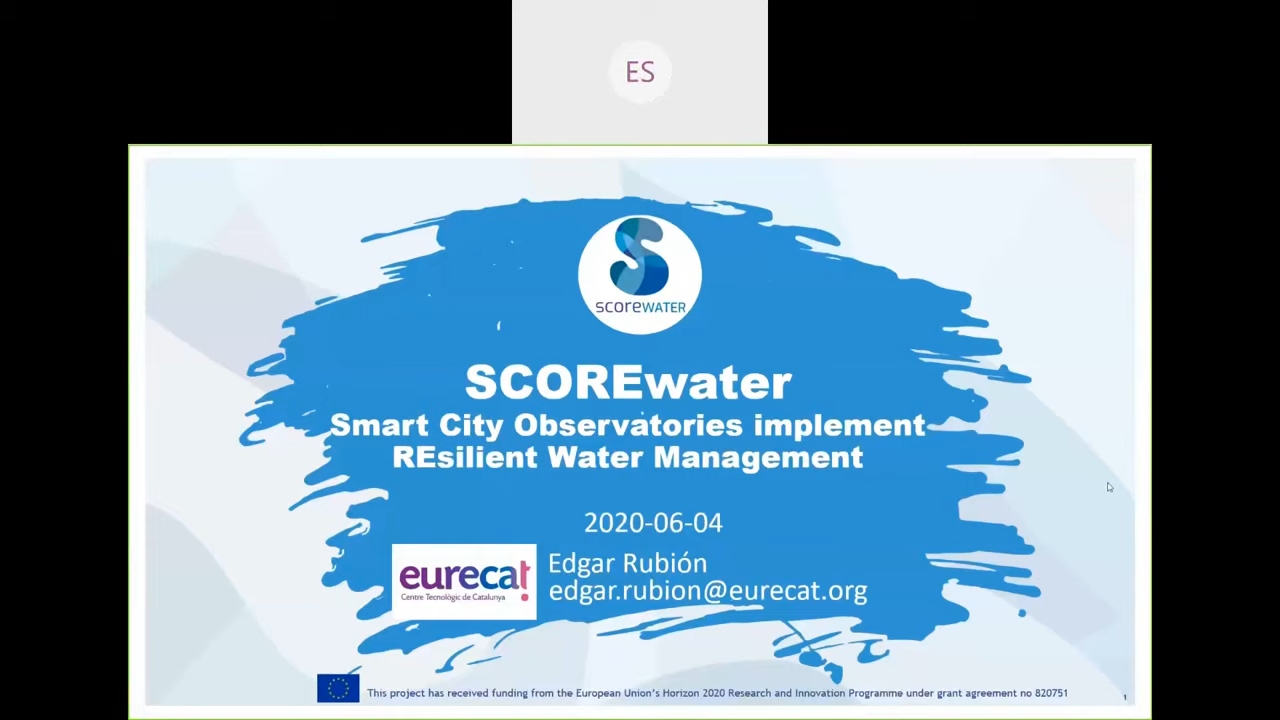 ES
scoreWATER
SCOREwater
Smart City Observatories implement
REsilient Water Management
2020-06-04
eurecat
Centre Tecnològic de Catalunya
Edgar Rubión
edgar.rubion@eurecat.org
This project has received funding from the European Union's Horizon 2020 Research and Innovation Programme under grant agreement no 820751
1